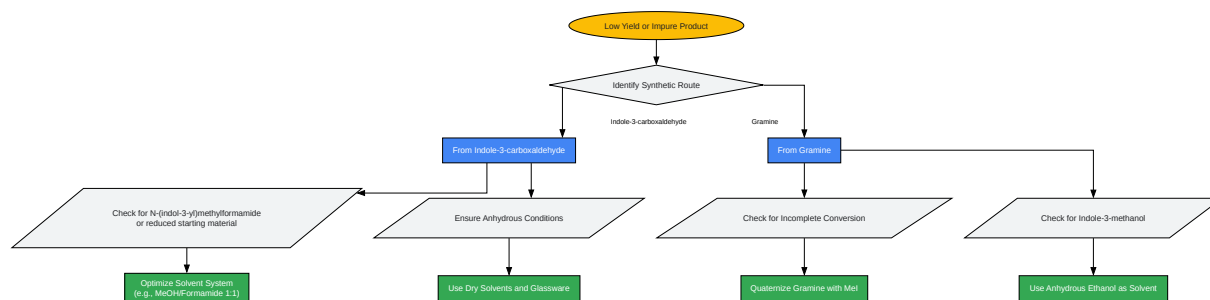 Low Yield or Impure Product
Identify Synthetic Route
Indole-3-carboxaldehyde
Gramine
From Indole-3-carboxaldehyde
From Gramine
Check for N-(indol-3-yl)methylformamide
or reduced starting material
Ensure Anhydrous Conditions
Check for Incomplete Conversion
Check for Indole-3-methanol
Optimize Solvent System
(e.g., MeOH/Formamide 1:1)
Use Dry Solvents and Glassware
Quaternize Gramine with MeI
Use Anhydrous Ethanol as Solvent